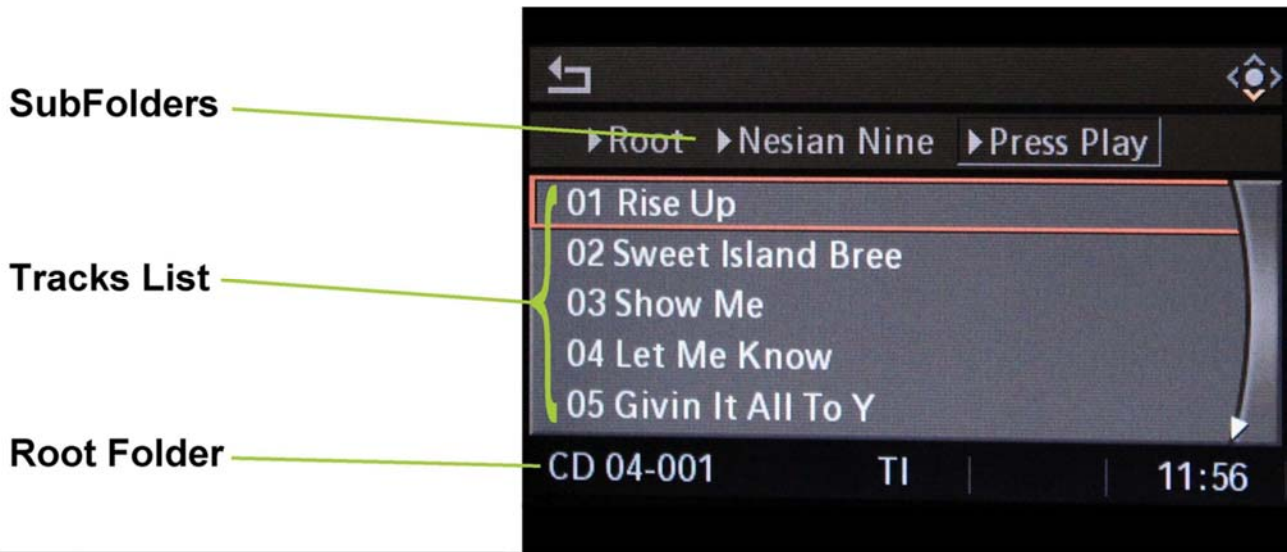 SubFolders
▶Root ▶Nesian Nine ▶Press Play
01 Rise Up
02 Sweet Island Bree
Tracks List
03 Show Me
04 Let Me Know
05 Givin It All To Y
Root Folder
CD 04-001 TI 11:56